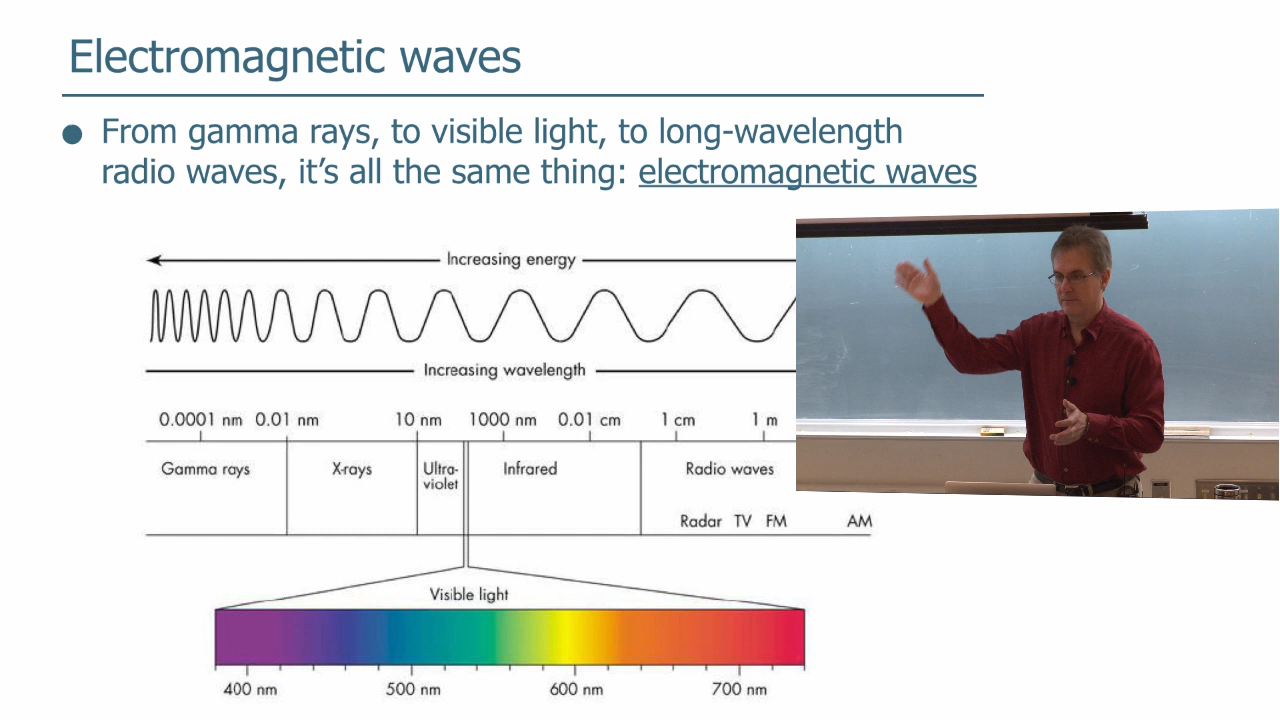 Electromagnetic waves
● From gamma rays, to visible light, to long-wavelength
radio waves, it’s all the same thing: electromagnetic waves
Increasing energy
Increasing wavelength
0.0001 nm 0.01 nm 10 nm 1000 nm 0.01 cm 1 cm 1 m
Gamma rays X-rays Ultra- Infrared Radio waves
violet
Radar TV FM AM
Visible light
400 nm 500 nm 600 nm 700 nm